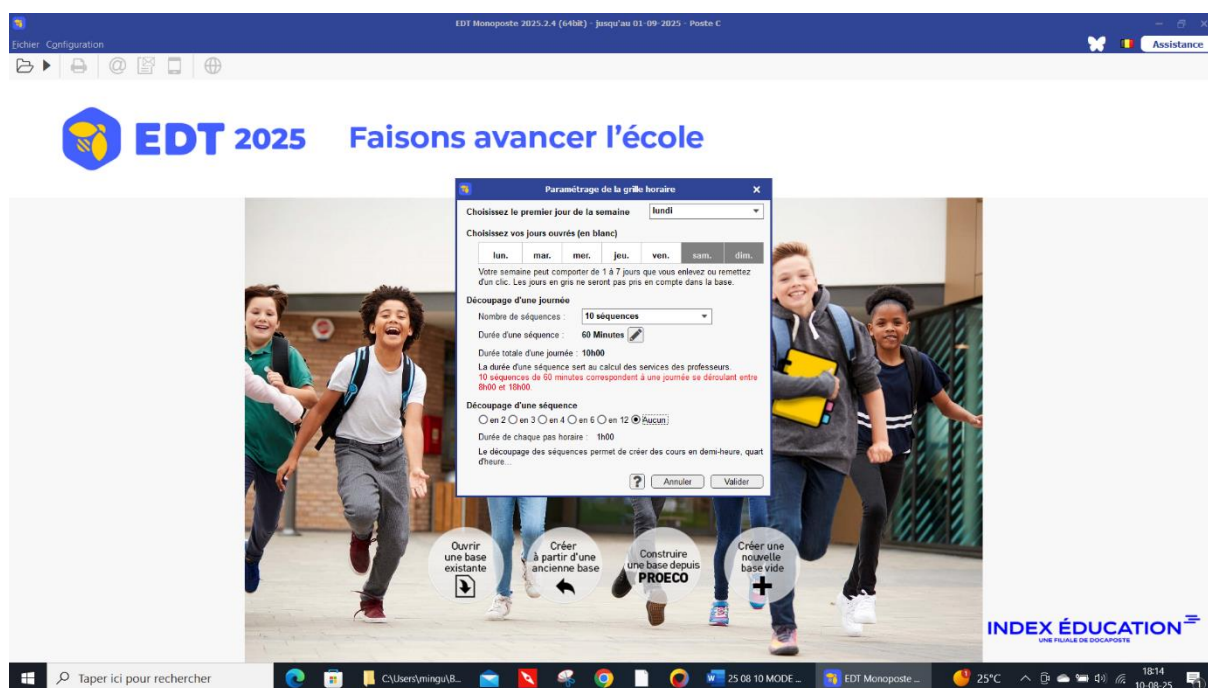 EDT Monoposte 2025.2.4 (64bit) - jusqu'au 01-09-2025 - Poste C
Fichier Configuration
Assistance
EDT 2025 Faisons avancer l'école
Paramétrage de la grille horaire
Choisissez le premier jour de la semaine lundi
Choisissez vos jours ouvrés (en blanc)
lun. mar. mer. jeu. ven. sam. dim.
Votre semaine peut comporter de 1 à 7 jours que vous enlevez ou remettez
d'un clic. Les jours en gris ne seront pas pris en compte dans la base.
Découpage d'une journée
Nombre de séquences : 10 séquences
Durée d'une séquence : 60 Minutes
Durée totale d'une journée : 10h00
La durée d'une séquence sert au calcul des services des professeurs.
10 séquences de 60 minutes correspondent à une journée se déroulant entre
8h00 et 18h00.
Découpage d'une séquence
en 2 en 3 en 4 en 6 en 12 Aucun
Durée de chaque pas horaire : 1h00
Le découpage des séquences permet de créer des cours en demi-heure, quart
d'heure...
? Annuler Valider
Ouvrir
une base
existante
Créer
à partir d'une
ancienne base
Construire
une base depuis
PROECO
Créer une
nouvelle
base vide
INDEX ÉDUCATION
UNE FILIALE DE DOCAPOSTE
Taper ici pour rechercher
C:\Users\mingu\B...
25 08 10 MODE ...
EDT Monoposte ...
25°C
18:14
10-08-25